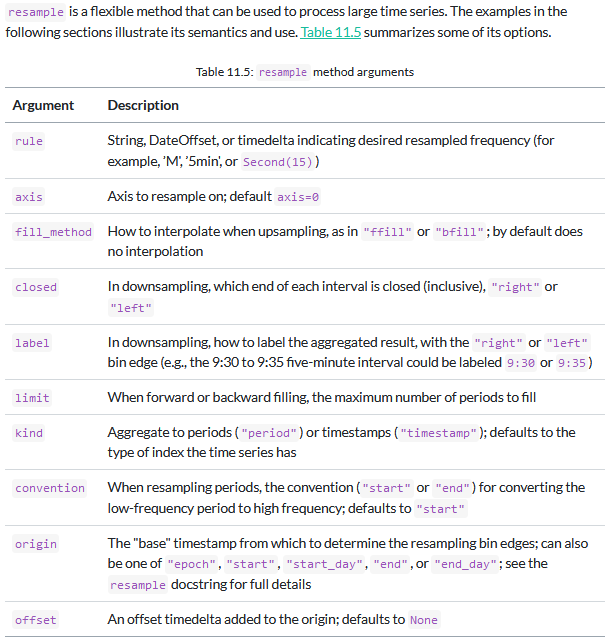 resample is a flexible method that can be used to process large time series. The examples in the
following sections illustrate its semantics and use. Table 11.5 summarizes some of its options.
Table 11.5: resample method arguments
Argument Description
rule String, DateOffset, or timedelta indicating desired resampled frequency (for
example, 'M', '5min', or Second(15))
axis Axis to resample on; default axis=0
fill_method How to interpolate when upsampling, as in "ffill" or "bfill"; by default does
no interpolation
closed In downsampling, which end of each interval is closed (inclusive), "right" or
"left"
label In downsampling, how to label the aggregated result, with the "right" or "left"
bin edge (e.g., the 9:30 to 9:35 five-minute interval could be labeled 9:30 or 9:35)
limit When forward or backward filling, the maximum number of periods to fill
kind Aggregate to periods ("period") or timestamps ("timestamp"); defaults to the
type of index the time series has
convention When resampling periods, the convention ("start" or "end") for converting the
low-frequency period to high frequency; defaults to "start"
origin The "base" timestamp from which to determine the resampling bin edges; can also
be one of "epoch", "start", "start_day", "end", or "end_day"; see the
resample docstring for full details
offset An offset timedelta added to the origin; defaults to None